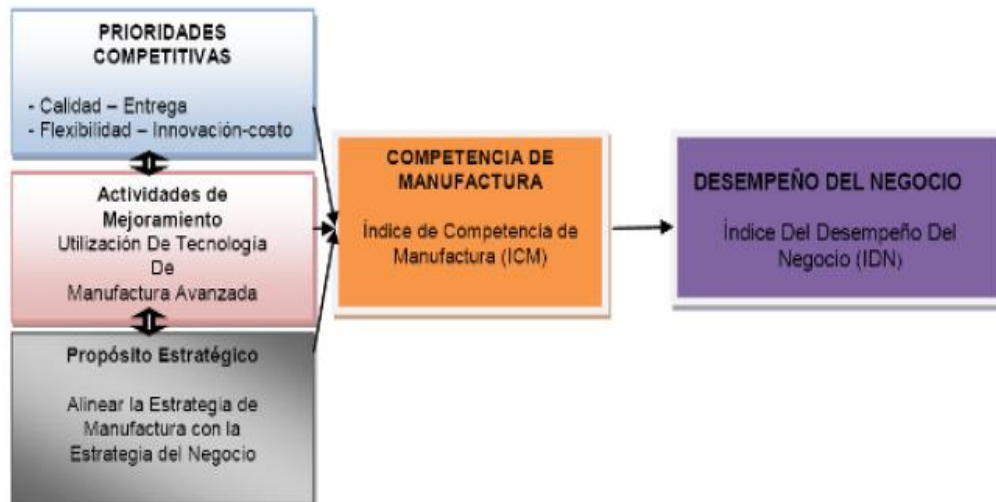 PRIORIDADES
COMPETITIVAS
- Calidad – Entrega
- Flexibilidad – Innovación-costo
Actividades de
Mejoramiento
Utilización De Tecnología
De
Manufactura Avanzada
Propósito Estratégico
Alinear la Estrategia de
Manufactura con la
Estrategia del Negocio
COMPETENCIA DE
MANUFACTURA
Índice de Competencia de
Manufactura (ICM)
DESEMPEÑO DEL NEGOCIO
Índice Del Desempeño Del
Negocio (IDN)